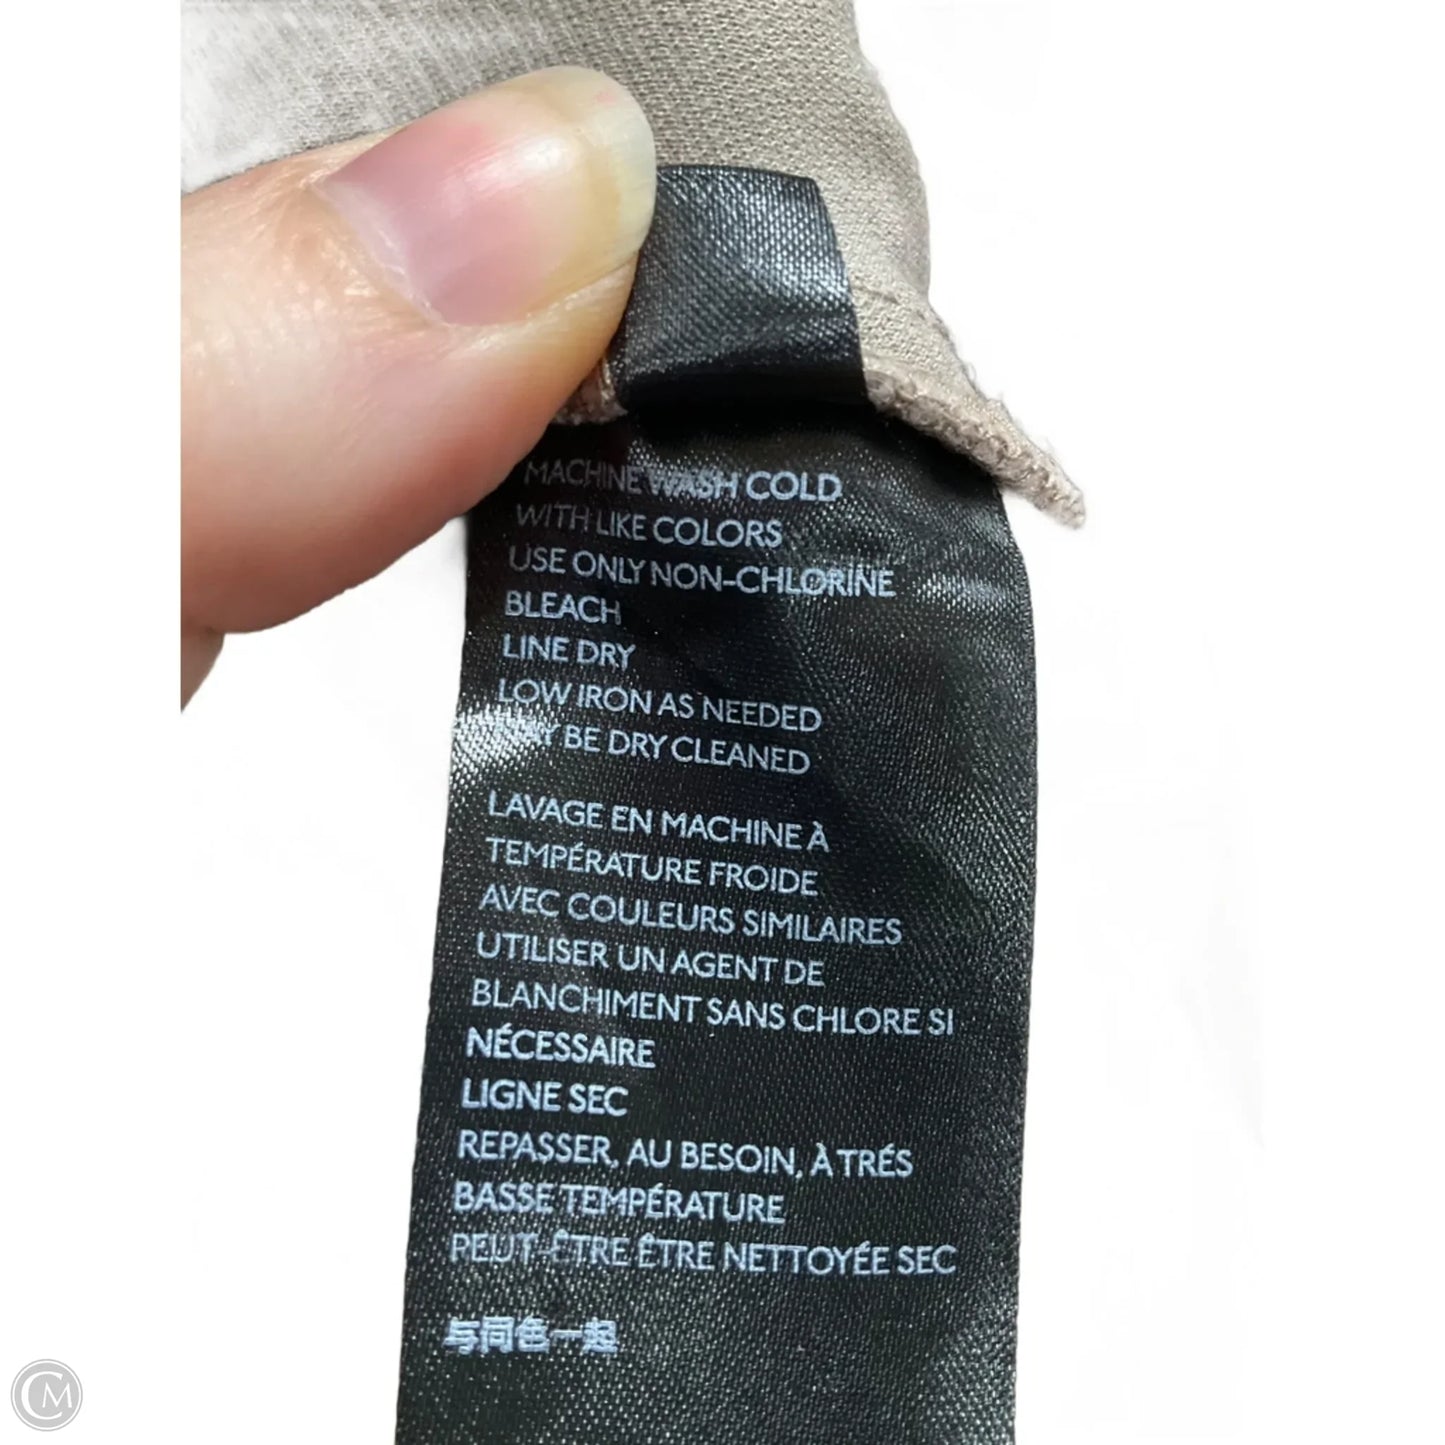 MACHINE WASH COLD
WITH LIKE COLORS
USE ONLY NON-CHLORINE
BLEACH
LINE DRY
LOW IRON AS NEEDED
MAY BE DRY CLEANED
LAVAGE EN MACHINE À
TEMPÉRATURE FROIDE
AVEC COULEURS SIMILAIRES
UTILISER UN AGENT DE
BLANCHIMENT SANS CHLORE SI
NÉCESSAIRE
LIGNE SEC
REPASSER, AU BESOIN, À TRÉS
BASSE TEMPÉRATURE
PEUT-ÊTRE ÊTRE NETTOYÉE SEC
与同色一起
CM